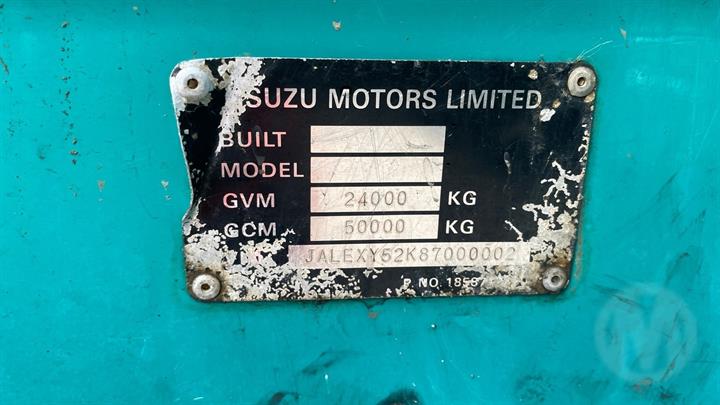 SUZU MOTORS LIMITED
BUILT
MODEL
GVM 24000 KG
GCM 50000 KG
JALEXY52K87000002
P. NO. 1858